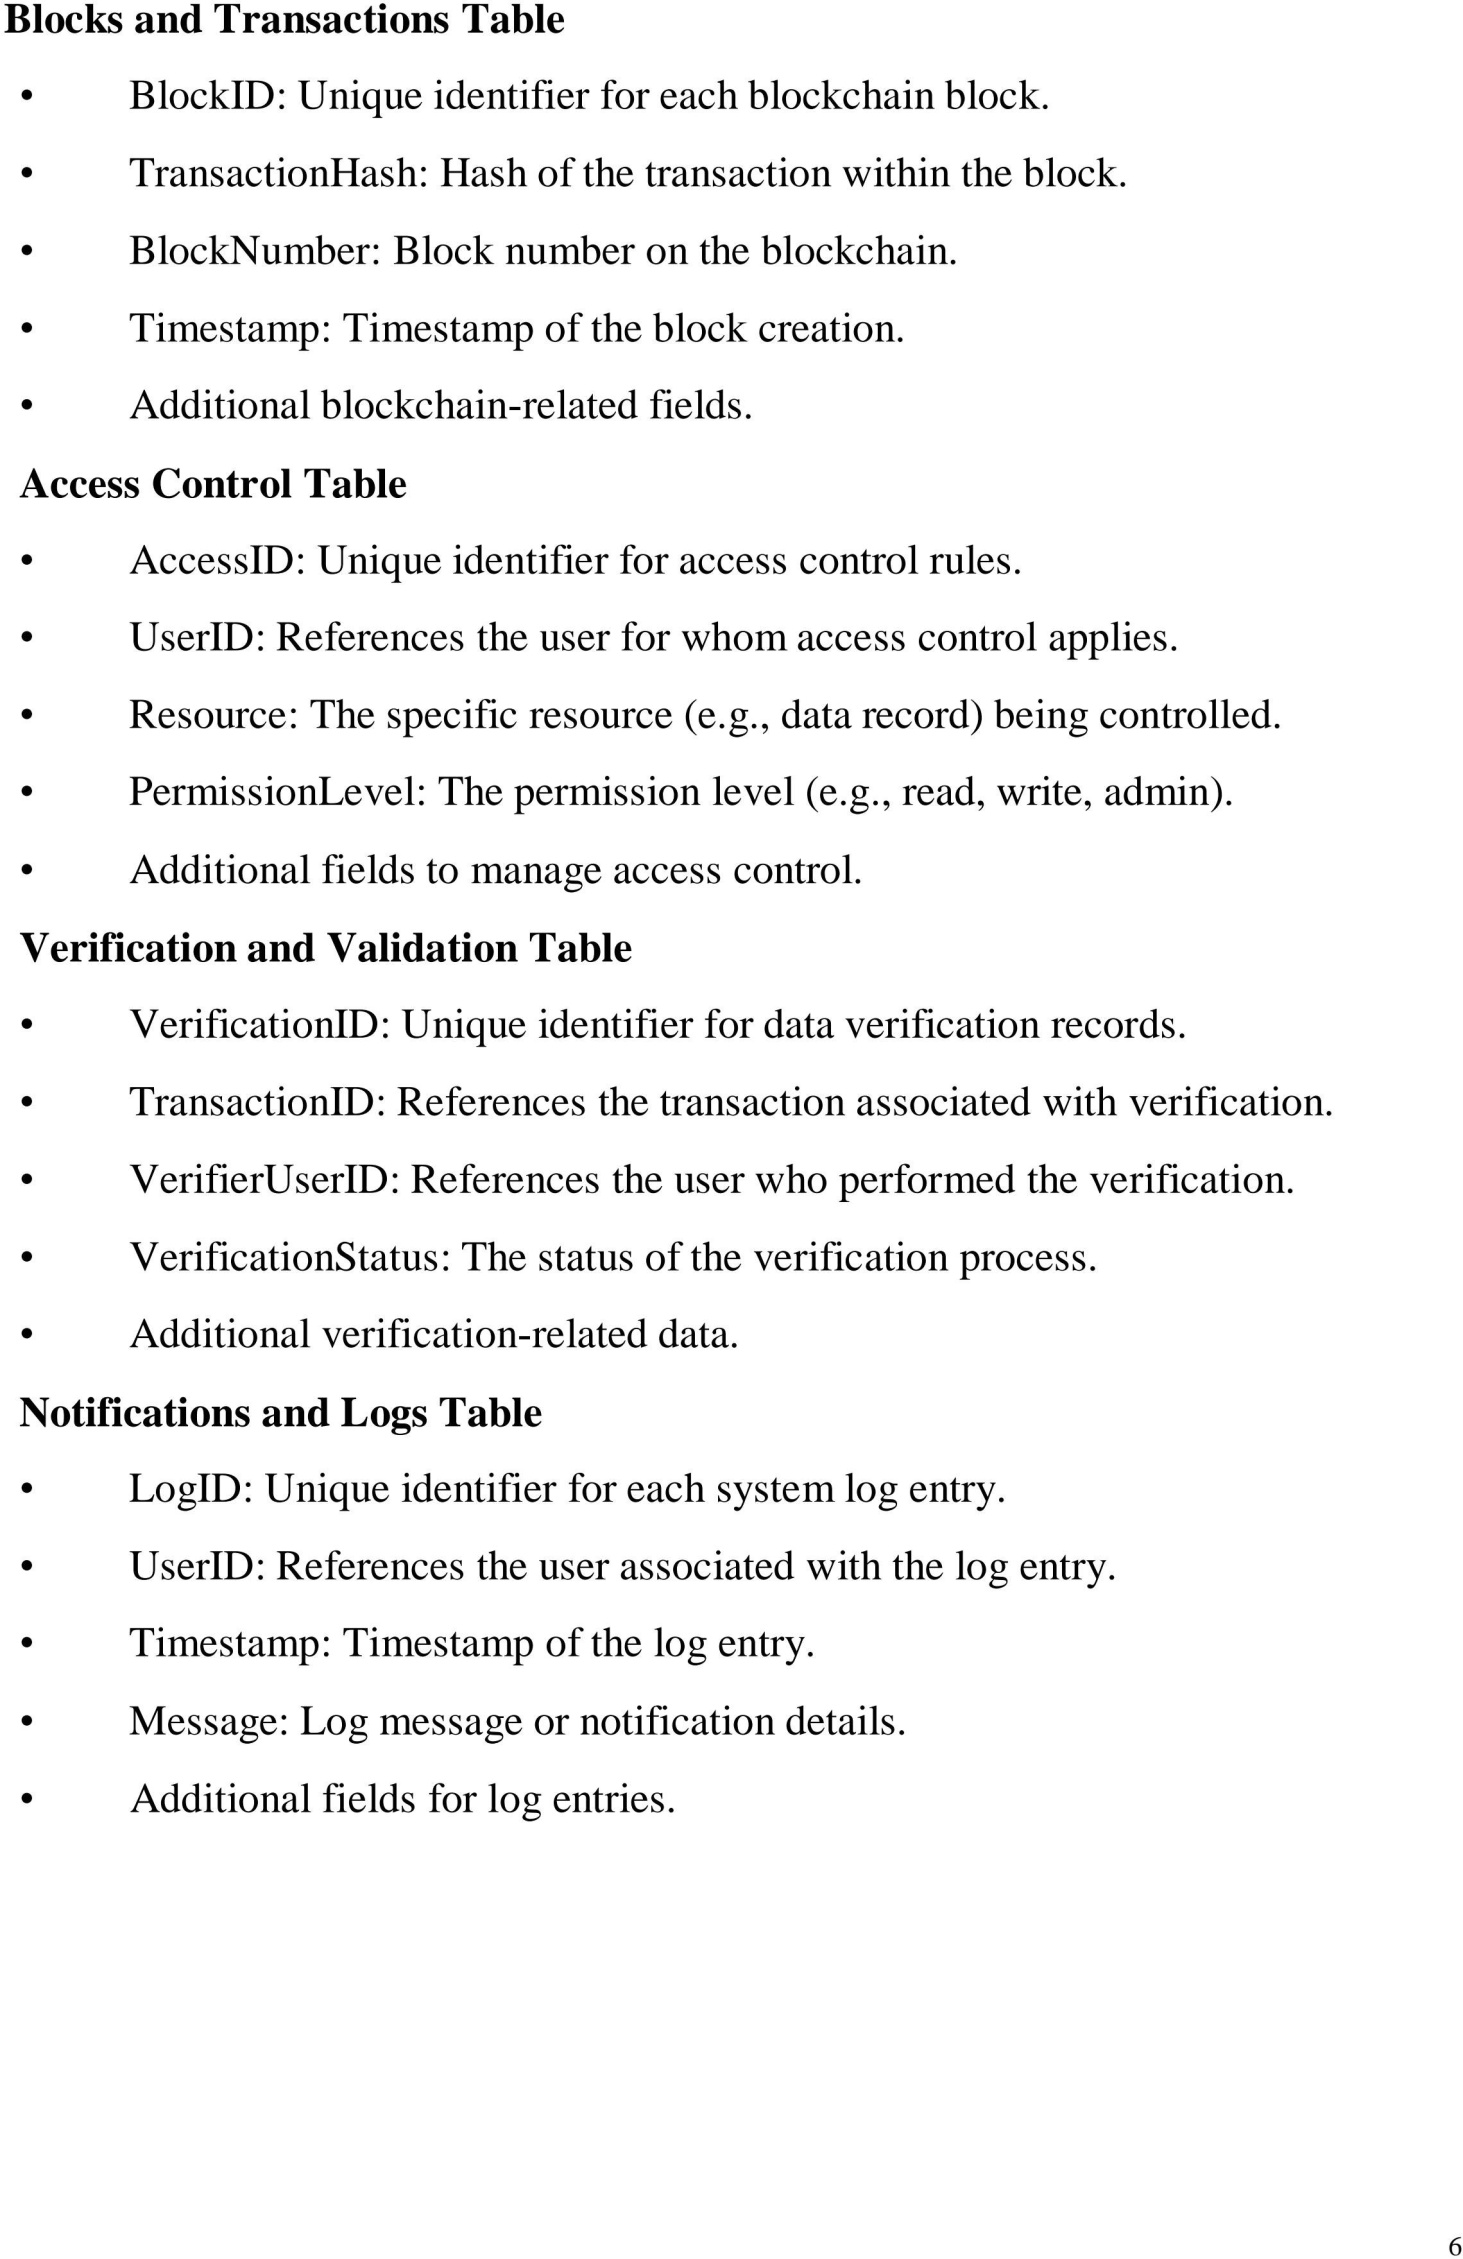 Blocks and Transactions Table
• BlockID: Unique identifier for each blockchain block.
• TransactionHash: Hash of the transaction within the block.
• BlockNumber: Block number on the blockchain.
• Timestamp: Timestamp of the block creation.
• Additional blockchain-related fields.
Access Control Table
• AccessID: Unique identifier for access control rules.
• UserID: References the user for whom access control applies.
• Resource: The specific resource (e.g., data record) being controlled.
• PermissionLevel: The permission level (e.g., read, write, admin).
• Additional fields to manage access control.
Verification and Validation Table
• VerificationID: Unique identifier for data verification records.
• TransactionID: References the transaction associated with verification.
• VerifierUserID: References the user who performed the verification.
• VerificationStatus: The status of the verification process.
• Additional verification-related data.
Notifications and Logs Table
• LogID: Unique identifier for each system log entry.
• UserID: References the user associated with the log entry.
• Timestamp: Timestamp of the log entry.
• Message: Log message or notification details.
• Additional fields for log entries.
6